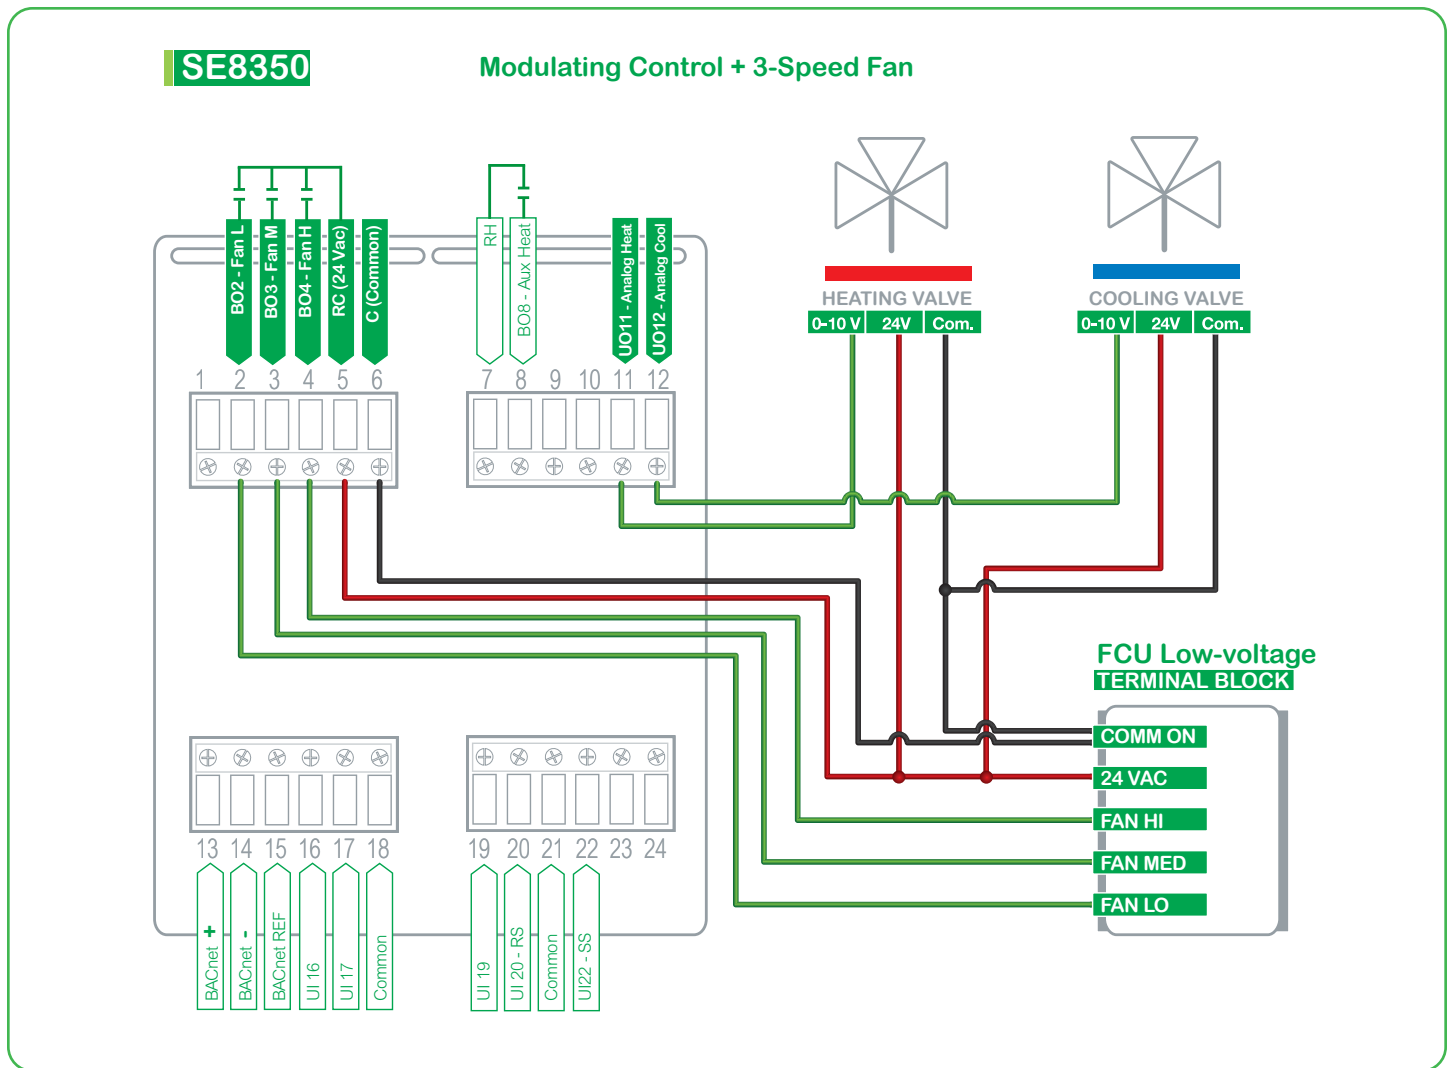 SE8350
Modulating Control + 3-Speed Fan
BO2 - Fan L
BO3 - Fan M
BO4 - Fan H
RC (24 Vac)
C (Common)
RH
BO8 - Aux Heat
UO11 - Analog Heat
UO12 - Analog Cool
HEATING VALVE
0-10 V 24V Com.
COOLING VALVE
0-10 V 24V Com.
1 2 3 4 5 6
7 8 9 10 11 12
FCU Low-voltage
TERMINAL BLOCK
COMM ON
24 VAC
FAN HI
FAN MED
FAN LO
13 14 15 16 17 18
19 20 21 22 23 24
BACnet +
BACnet -
BACnet REF
UI 16
UI 17
Common
UI 19
UI 20 - RS
Common
UI22 - SS